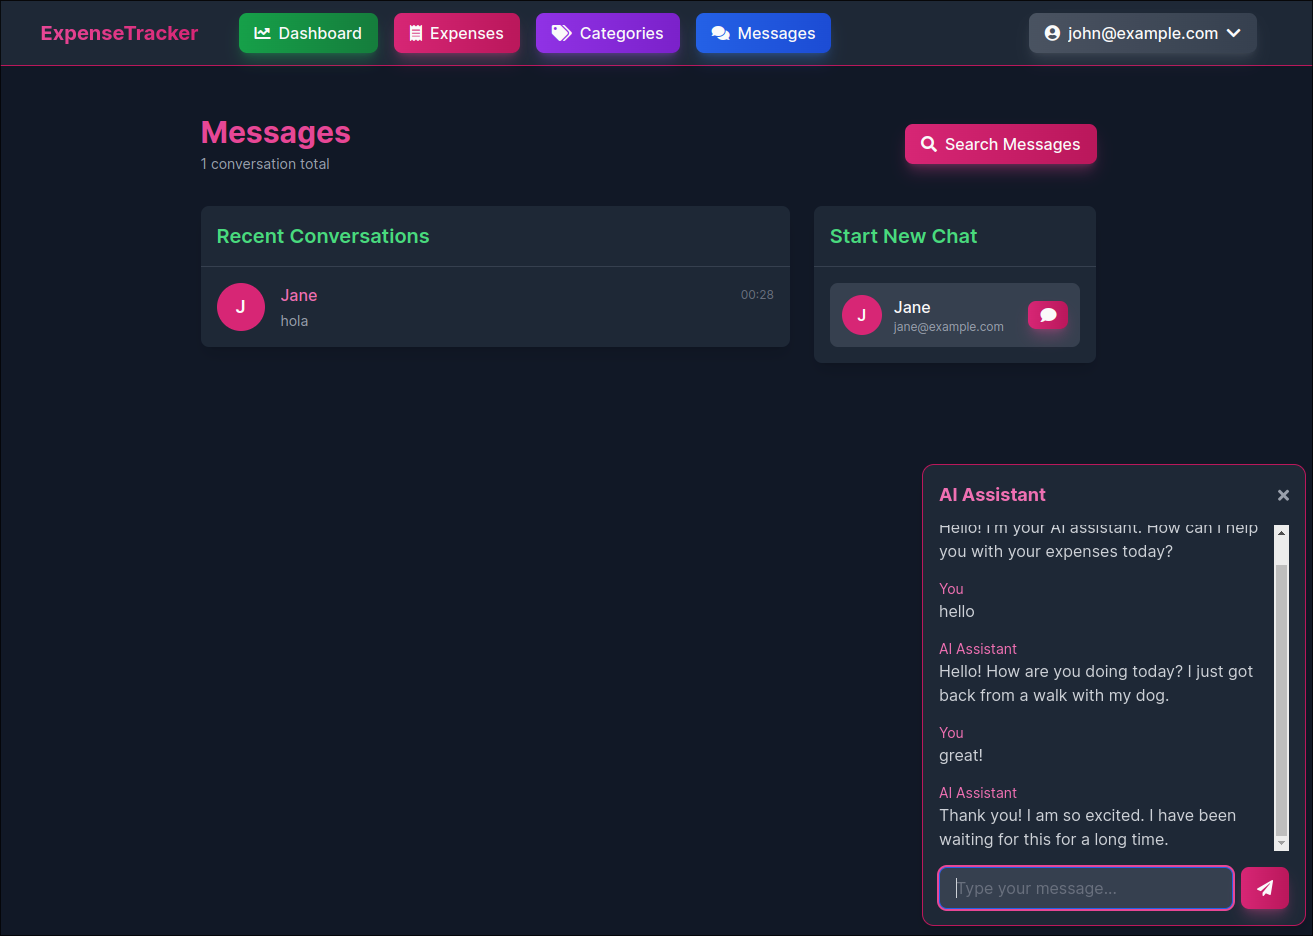 ExpenseTracker
Dashboard
Expenses
Categories
Messages
john@example.com
Messages
1 conversation total
Search Messages
Recent Conversations
J
Jane
00:28
hola
Start New Chat
J
Jane
jane@example.com
AI Assistant
Hello! I'm your AI assistant. How can I help
you with your expenses today?
You
hello
AI Assistant
Hello! How are you doing today? I just got
back from a walk with my dog.
You
great!
AI Assistant
Thank you! I am so excited. I have been
waiting for this for a long time.
Type your message...